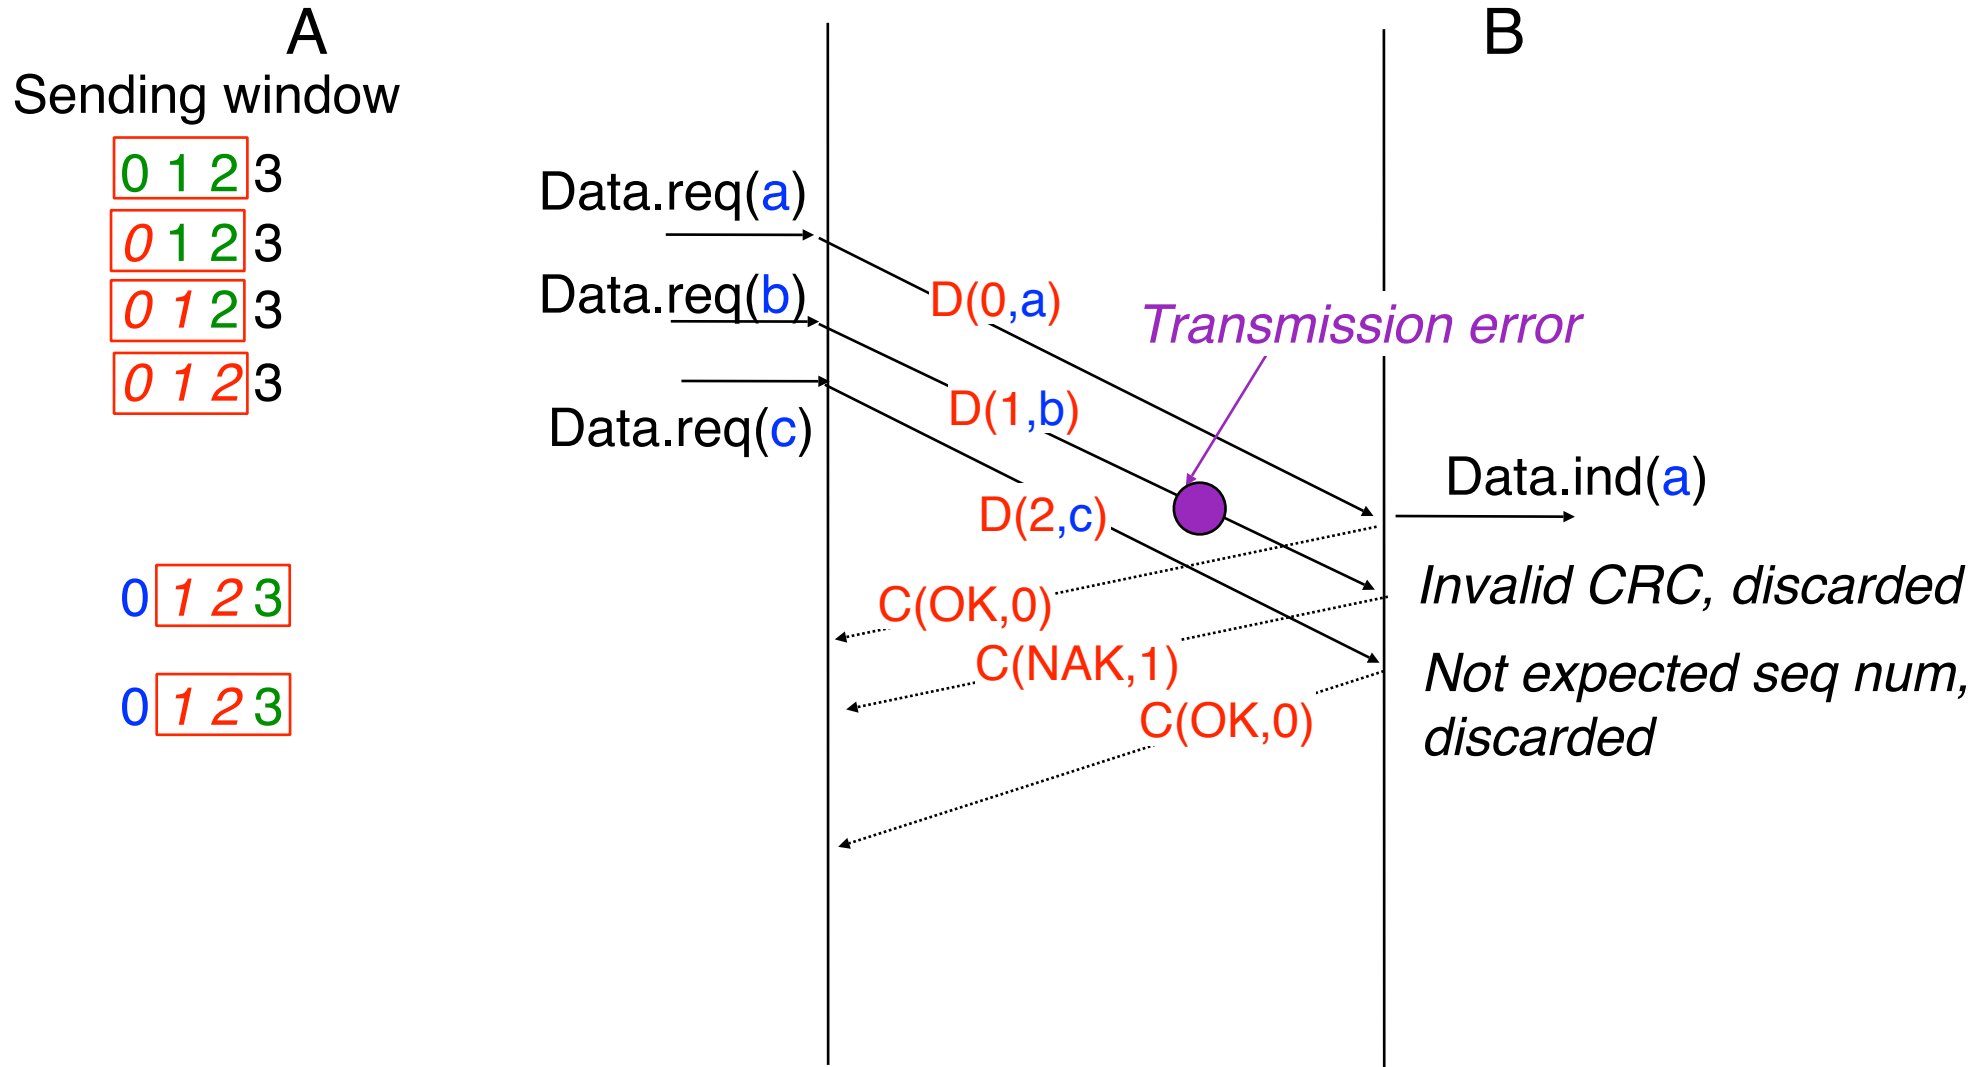 A
B
Sending window
0 1 2 3
0 1 2 3
0 1 2 3
0 1 2 3
0 1 2 3
0 1 2 3
Data.req(a)
Data.req(b)
Data.req(c)
D(0,a)
D(1,b)
D(2,c)
Transmission error
Data.ind(a)
Invalid CRC, discarded
Not expected seq num,
discarded
C(OK,0)
C(NAK,1)
C(OK,0)